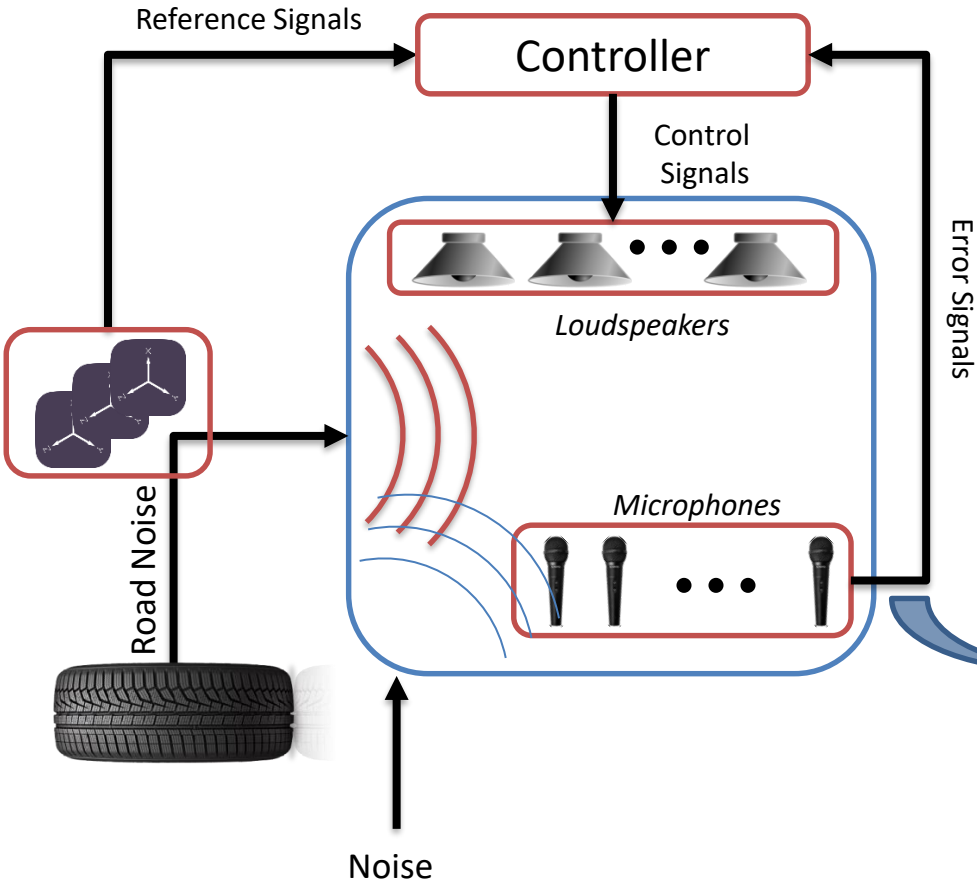 Reference Signals
Controller
Control
Signals
Error Signals
Loudspeakers
X
Y
Z
X
Y
Z
Y
Z
Road Noise
Microphones
Noise